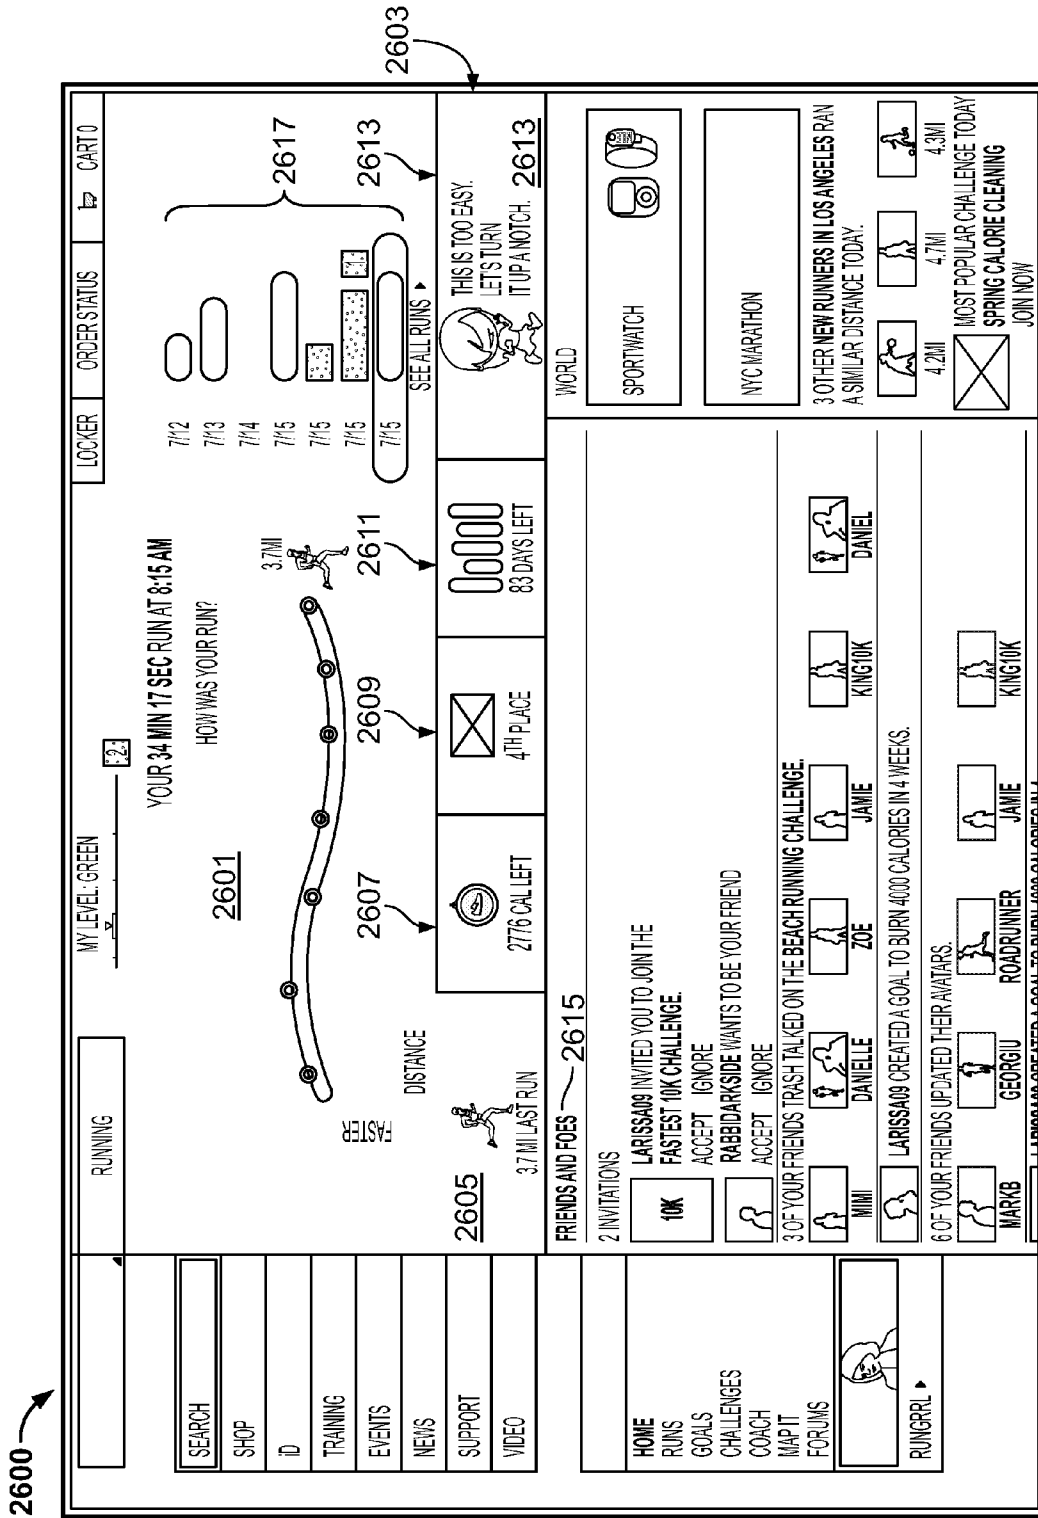 2600
RUNNING
MY LEVEL: GREEN
2
LOCKER
ORDER STATUS
CART 0
YOUR 34 MIN 17 SEC RUN AT 8:15 AM
HOW WAS YOUR RUN?
2601
3.7MI
FASTER
DISTANCE
7/12
7/13
7/14
7/15
7/15
7/15
7/15
SEE ALL RUNS
2617
SEARCH
SHOP
iD
TRAINING
EVENTS
NEWS
SUPPORT
VIDEO
2605
3.7 MI LAST RUN
2607
2776 CAL LEFT
2609
4TH PLACE
2611
83 DAYS LEFT
2613
THIS IS TOO EASY.
LET'S TURN
IT UP A NOTCH.
2613
2603
HOME
RUNS
GOALS
CHALLENGES
COACH
MAP IT
FORUMS
RUNGRRL
FRIENDS AND FOES
2615
2 INVITATIONS
10K
LARISSA09 INVITED YOU TO JOIN THE
FASTEST 10K CHALLENGE.
ACCEPT IGNORE
RABBIDARKSIDE WANTS TO BE YOUR FRIEND
ACCEPT IGNORE
3 OF YOUR FRIENDS TRASH TALKED ON THE BEACH RUNNING CHALLENGE.
MIMI DANIELLE ZOE JAMIE KING10K DANIEL
LARISSA09 CREATED A GOAL TO BURN 4000 CALORIES IN 4 WEEKS.
6 OF YOUR FRIENDS UPDATED THEIR AVATARS.
MARKB GEORGIU ROADRUNNER JAMIE KING10K
LARISSA09 CREATED A GOAL TO BURN 4000 CALORIES IN 4
WORLD
SPORTWATCH
NYC MARATHON
3 OTHER NEW RUNNERS IN LOS ANGELES RAN
A SIMILAR DISTANCE TODAY.
4.2MI 4.7MI 4.3MI
MOST POPULAR CHALLENGE TODAY
SPRING CALORIE CLEANING
JOIN NOW